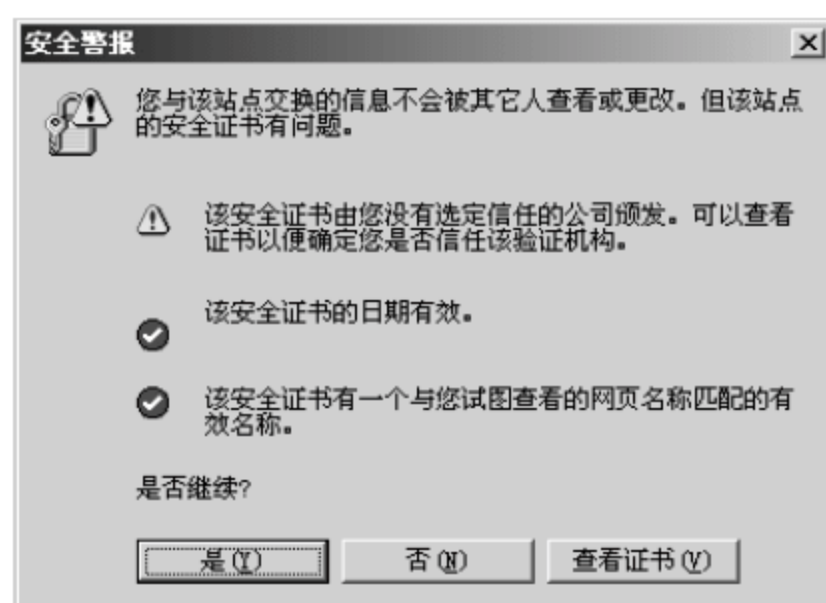 安全警报
您与该站点交换的信息不会被其它人查看或更改。但该站点
的安全证书有问题。
该安全证书由您没有选定信任的公司颁发。可以查看
证书以便确定您是否信任该验证机构。
该安全证书的日期有效。
该安全证书有一个与您试图查看的网页名称匹配的有
效名称。
是否继续?
是(Y) 否(N) 查看证书(V)